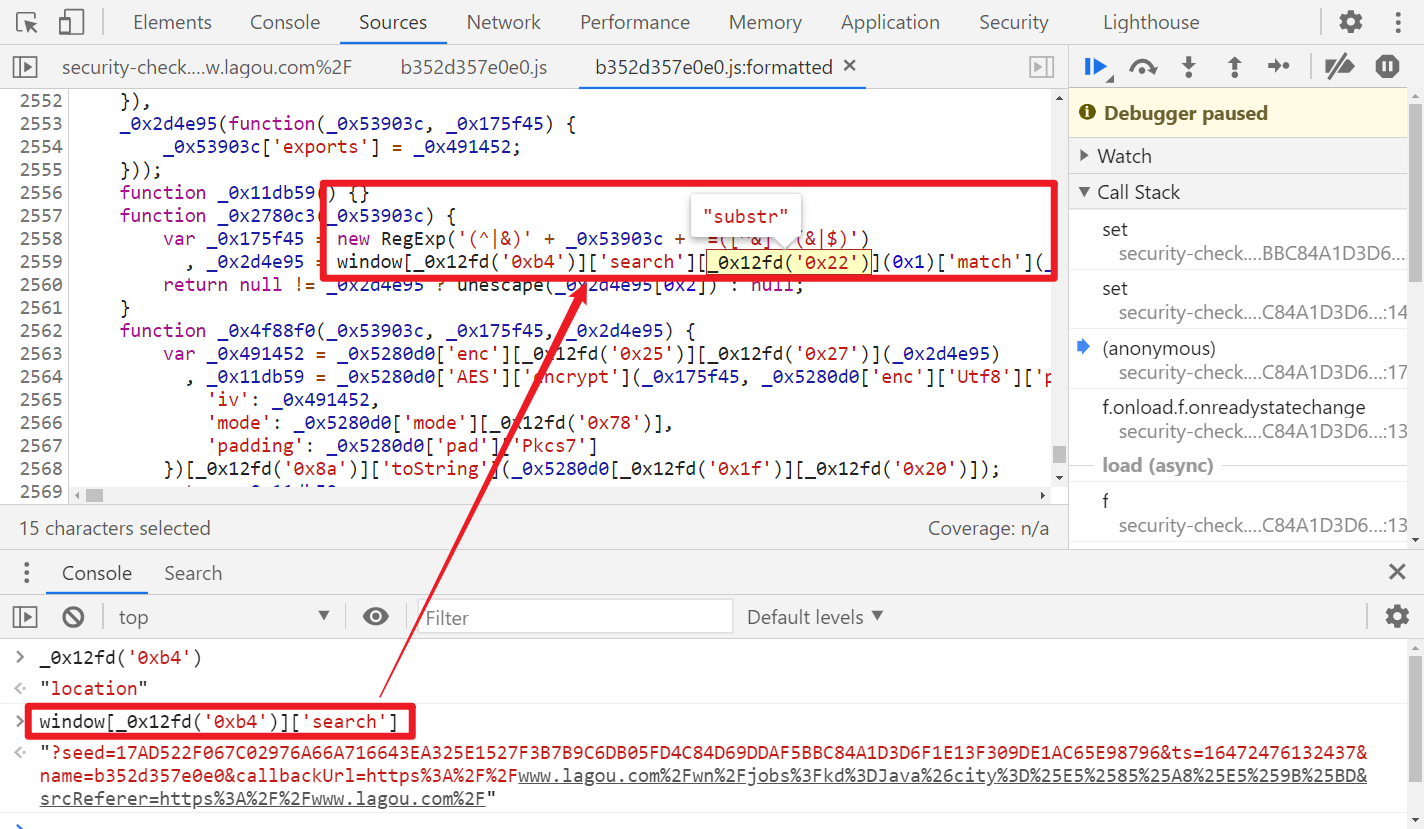 Elements Console Sources Network Performance Memory Application Security Lighthouse
security-check....w.lagou.com%2F b352d357e0e0.js b352d357e0e0.js:formatted
2552 }),
2553 _0x2d4e95(function(_0x53903c, _0x175f45) {
2554 _0x53903c['exports'] = _0x491452;
2555 }));
2556 function _0x11db59() {}
2557 function _0x2780c3(_0x53903c) {
"substr"
2558 var _0x175f45 = new RegExp('(^|&)' + _0x53903c + '=([^&]*)(&|$)')
2559 , _0x2d4e95 = window[_0x12fd('0xb4')]['search'][_0x12fd('0x22')](0x1)['match'](_
2560 return null != _0x2d4e95 ? unescape(_0x2d4e95[0x2]) : null;
2561 }
2562 function _0x4f88f0(_0x53903c, _0x175f45, _0x2d4e95) {
2563 var _0x491452 = _0x5280d0['enc'][_0x12fd('0x25')][_0x12fd('0x27')](_0x2d4e95)
2564 , _0x11db59 = _0x5280d0['AES']['encrypt'](_0x175f45, _0x5280d0['enc']['Utf8']['p
2565 'iv': _0x491452,
2566 'mode': _0x5280d0['mode'][_0x12fd('0x78')],
2567 'padding': _0x5280d0['pad']['Pkcs7']
2568 })[_0x12fd('0x8a')]['toString'](_0x5280d0[_0x12fd('0x1f')][_0x12fd('0x20')]);
2569
15 characters selected Coverage: n/a
Debugger paused
Watch
Call Stack
set
security-check....BBC84A1D3D6...:
set
security-check....C84A1D3D6...:14
(anonymous)
security-check....C84A1D3D6...:17
f.onload.f.onreadystatechange
security-check....C84A1D3D6...:13
load (async)
f
security-check....C84A1D3D6...:13
Console Search
top Filter Default levels
> _0x12fd('0xb4')
"location"
> window[_0x12fd('0xb4')]['search']
"?seed=17AD522F067C02976A66A716643EA325E1527F3B7B9C6DB05FD4C84D69DDAF5BBC84A1D3D6F1E13F309DE1AC65E98796&ts=16472476132437&
name=b352d357e0e0&callbackUrl=https%3A%2F%2Fwww.lagou.com%2Fwn%2Fjobs%3Fkd%3DJava%26city%3D%25E5%2585%25A8%25E5%259B%25BD&
srcReferer=https%3A%2F%2Fwww.lagou.com%2F"